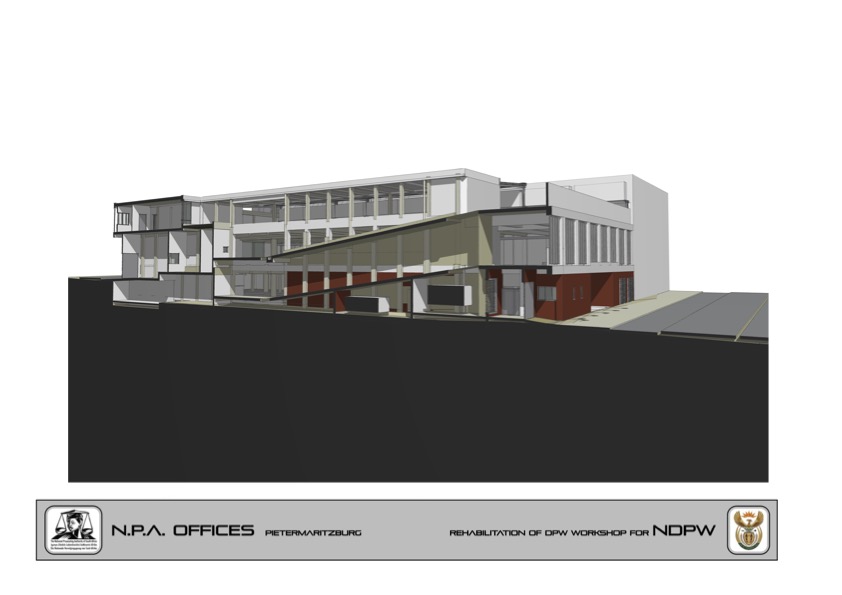 N.P.A. OFFICES PIETERMARITZBURG
REHABILITATION OF DPW WORKSHOP FOR NDPW